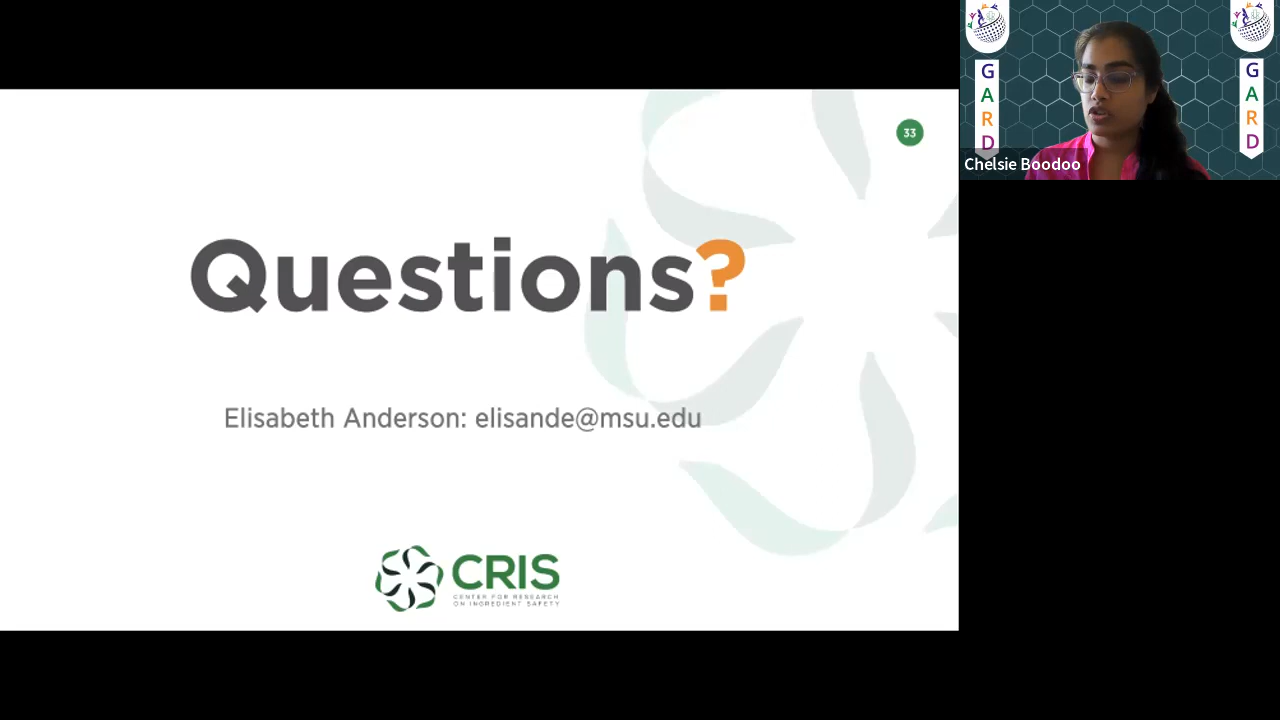 33
Questions?
Elisabeth Anderson: elisande@msu.edu
CRIS
CENTER FOR RESEARCH
ON INGREDIENT SAFETY
G
A
R
D
G
A
R
D
Chelsie Boodoo